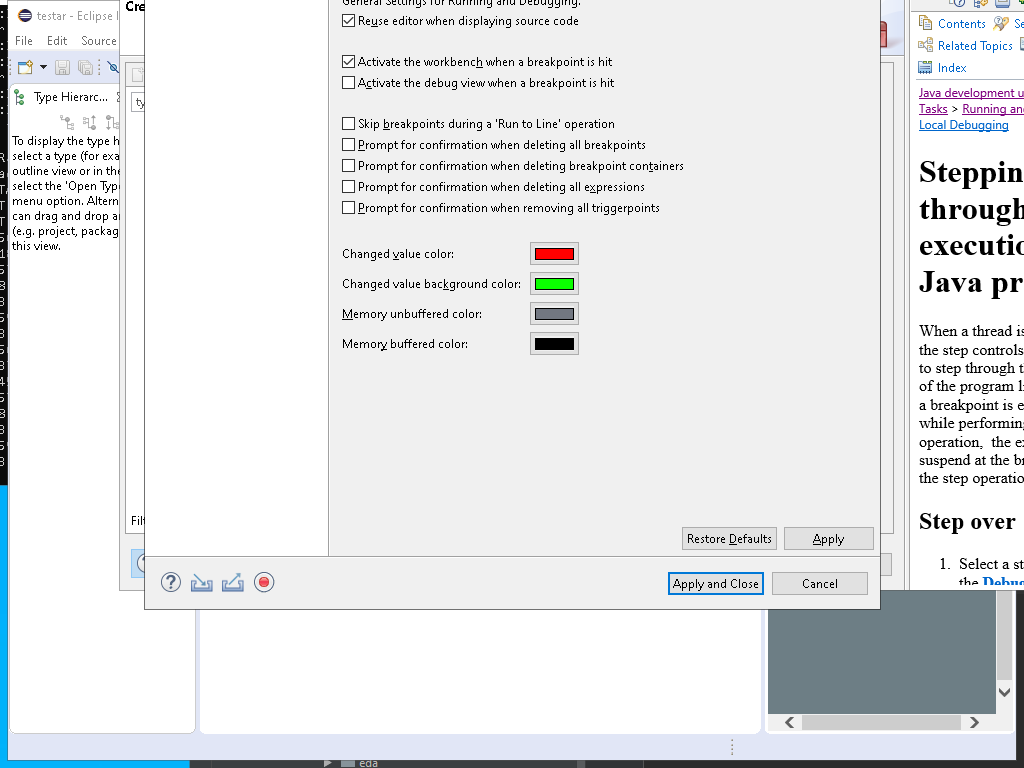 testar - Eclipse I
File Edit Source
Type Hierarc...
To display the type h
select a type (for exa
outline view or in the
select the 'Open Type
menu option. Altern
can drag and drop a
(e.g. project, packag
this view.
Cre
ty
Filt
General Settings for Running and Debugging.
Reuse editor when displaying source code
Activate the workbench when a breakpoint is hit
Activate the debug view when a breakpoint is hit
Skip breakpoints during a 'Run to Line' operation
Prompt for confirmation when deleting all breakpoints
Prompt for confirmation when deleting breakpoint containers
Prompt for confirmation when deleting all expressions
Prompt for confirmation when removing all triggerpoints
Changed value color:
Changed value background color:
Memory unbuffered color:
Memory buffered color:
Restore Defaults Apply
Apply and Close Cancel
Contents Se
Related Topics
Index
Java development u
Tasks > Running and
Local Debugging
Steppin
through
executio
Java pr
When a thread is
the step controls
to step through t
of the program li
a breakpoint is e
while performing
operation, the ex
suspend at the br
the step operatio
Step over
1. Select a st
the Debug
eda